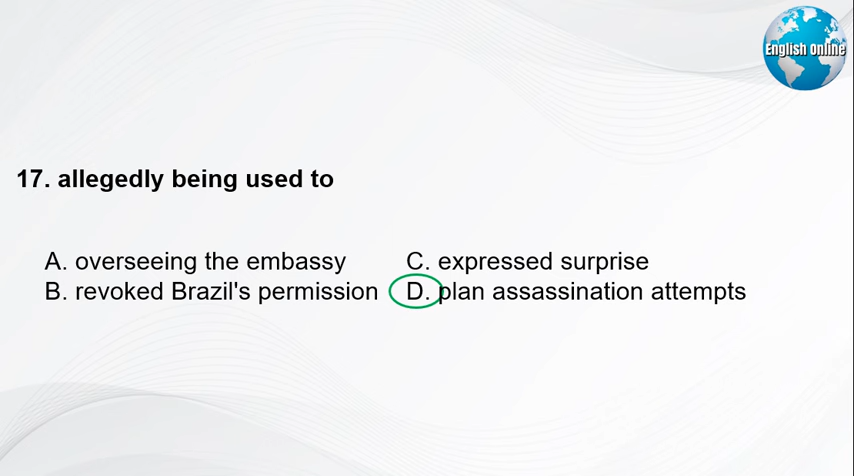 English Online
17. allegedly being used to
A. overseeing the embassy
B. revoked Brazil's permission
C. expressed surprise
D. plan assassination attempts